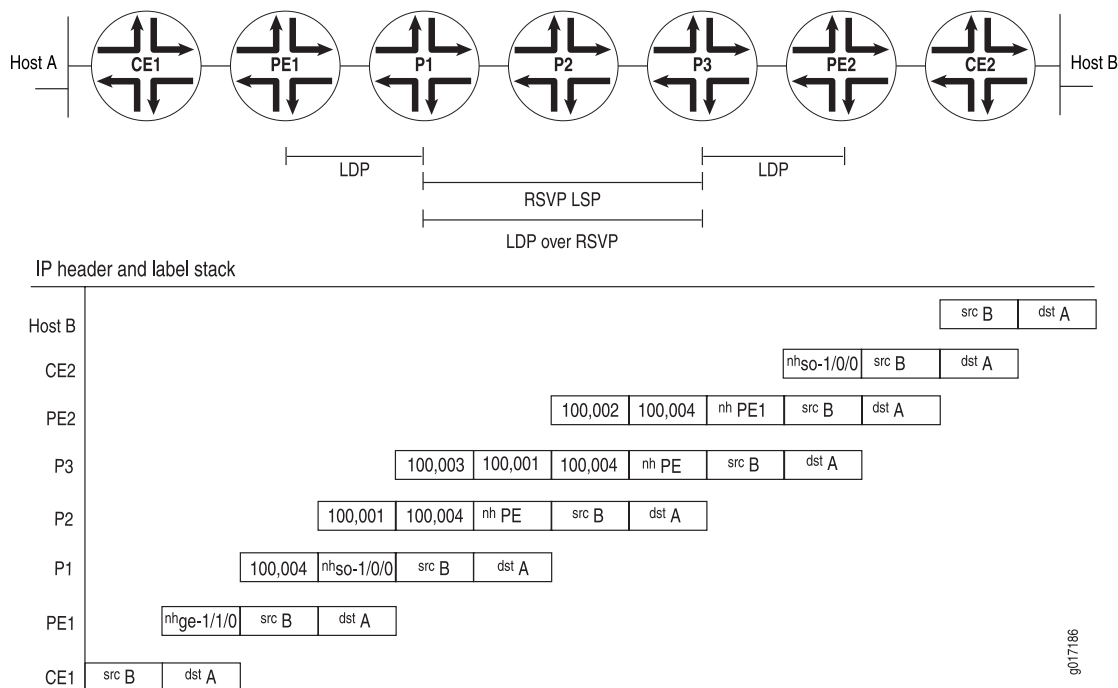 Host A CE1 PE1 P1 P2 P3 PE2 CE2 Host B
LDP LDP
RSVP LSP
LDP over RSVP
IP header and label stack
Host B src B dst A
CE2 nhso-1/0/0 src B dst A
PE2 100,002 100,004 nh PE1 src B dst A
P3 100,003 100,001 100,004 nh PE src B dst A
P2 100,001 100,004 nh PE src B dst A
P1 100,004 nhso-1/0/0 src B dst A
PE1 nhge-1/1/0 src B dst A
CE1 src B dst A
g017186